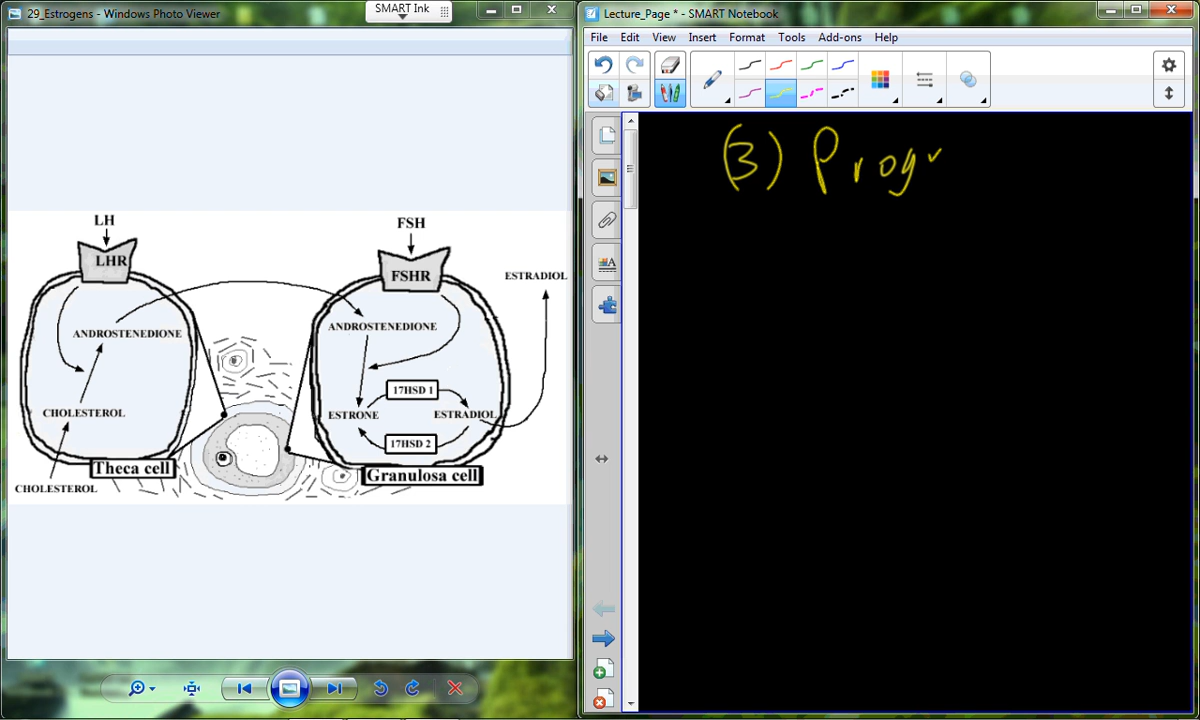 29_Estrogens - Windows Photo Viewer
SMART Ink
Lecture_Page * - SMART Notebook
File Edit View Insert Format Tools Add-ons Help
(3) Progr
LH
LHR
FSH
FSHR
ESTRADIOL
ANDROSTENEDIONE
ANDROSTENEDIONE
17HSD 1
CHOLESTEROL
ESTRONE
ESTRADIOL
17HSD 2
Theca cell
Granulosa cell
CHOLESTEROL